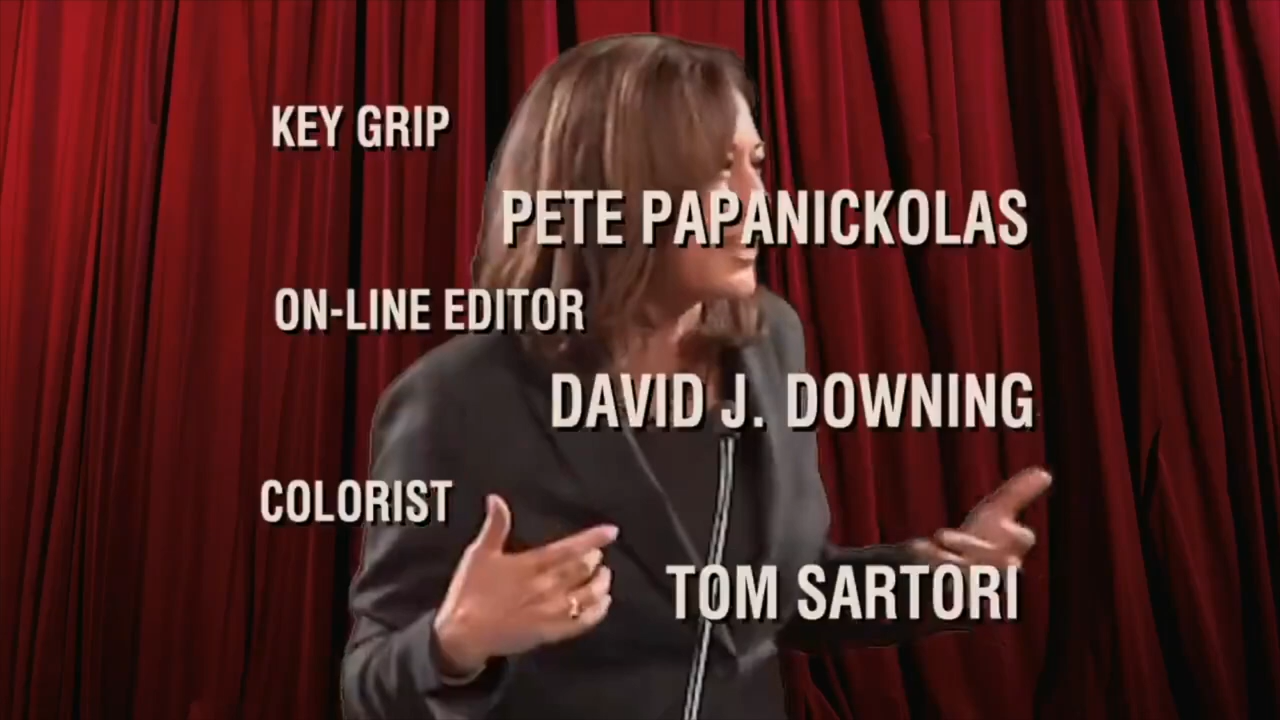 KEY GRIP
PETE PAPANICKOLAS
ON-LINE EDITOR
DAVID J. DOWNING
COLORIST
TOM SARTORI